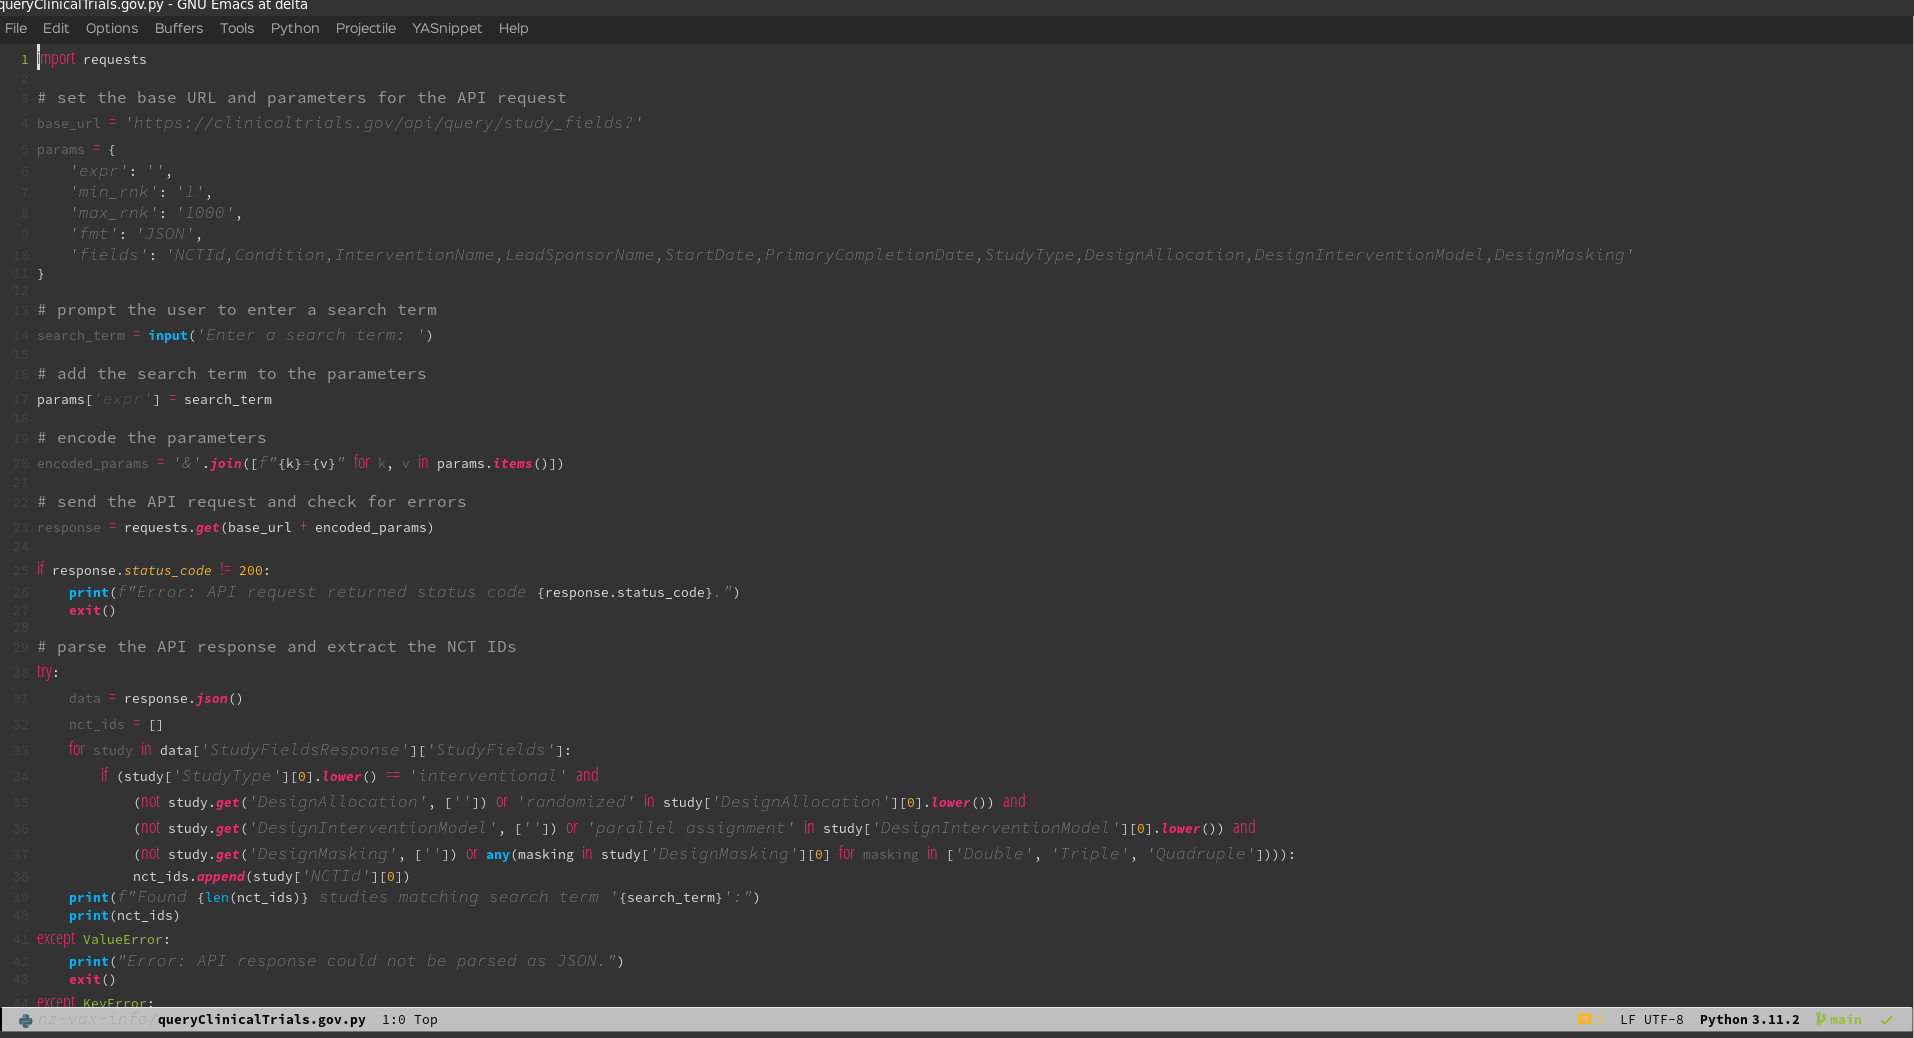 queryClinicalTrials.gov.py - GNU Emacs at delta
File Edit Options Buffers Tools Python Projectile YASnippet Help
1 import requests
2
3 # set the base URL and parameters for the API request
4 base_url = 'https://clinicaltrials.gov/api/query/study_fields?'
5 params = {
6 'expr': '',
7 'min_rnk': '1',
8 'max_rnk': '1000',
9 'fmt': 'JSON',
10 'fields': 'NCTId,Condition,InterventionName,LeadSponsorName,StartDate,PrimaryCompletionDate,StudyType,DesignAllocation,DesignInterventionModel,DesignMasking'
11 }
12
13 # prompt the user to enter a search term
14 search_term = input('Enter a search term: ')
15
16 # add the search term to the parameters
17 params['expr'] = search_term
18
19 # encode the parameters
20 encoded_params = '&'.join([f"{k}={v}" for k, v in params.items()])
21
22 # send the API request and check for errors
23 response = requests.get(base_url + encoded_params)
24
25 if response.status_code != 200:
26 print(f"Error: API request returned status code {response.status_code}.")
27 exit()
28
29 # parse the API response and extract the NCT IDs
30 try:
31 data = response.json()
32 nct_ids = []
33 for study in data['StudyFieldsResponse']['StudyFields']:
34 if (study['StudyType'][0].lower() == 'interventional' and
35 (not study.get('DesignAllocation', ['']) or 'randomized' in study['DesignAllocation'][0].lower()) and
36 (not study.get('DesignInterventionModel', ['']) or 'parallel assignment' in study['DesignInterventionModel'][0].lower()) and
37 (not study.get('DesignMasking', ['']) or any(masking in study['DesignMasking'][0] for masking in ['Double', 'Triple', 'Quadruple']))):
38 nct_ids.append(study['NCTId'][0])
39 print(f"Found {len(nct_ids)} studies matching search term '{search_term}':")
40 print(nct_ids)
41 except ValueError:
42 print("Error: API response could not be parsed as JSON.")
43 exit()
44 except KeyError:
nz-vax-info/queryClinicalTrials.gov.py 1:0 Top LF UTF-8 Python 3.11.2 main